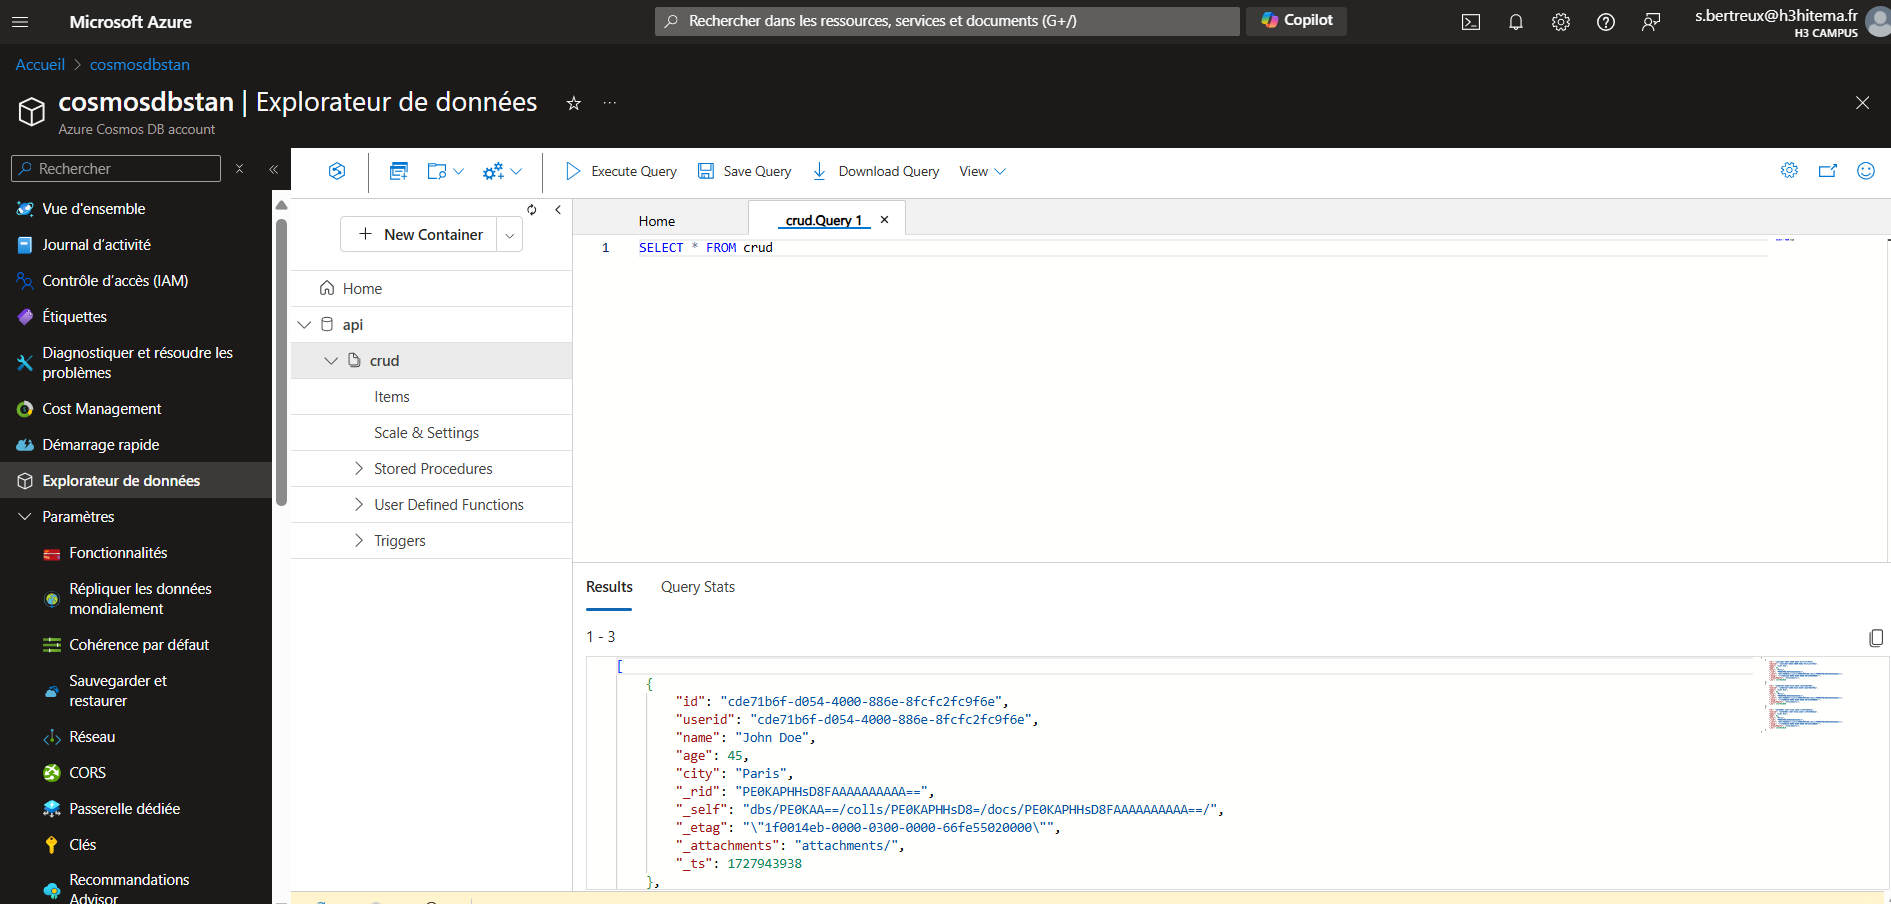 Microsoft Azure
Rechercher dans les ressources, services et documents (G+/)
Copilot
s.bertreux@h3hitema.fr
H3 CAMPUS
Accueil > cosmosdbstan
cosmosdbstan | Explorateur de données
Azure Cosmos DB account
Rechercher
Vue d'ensemble
Journal d'activité
Contrôle d'accès (IAM)
Étiquettes
Diagnostiquer et résoudre les
problèmes
Cost Management
Démarrage rapide
Explorateur de données
Paramètres
Fonctionnalités
Répliquer les données
mondialement
Cohérence par défaut
Sauvegarder et
restaurer
Réseau
CORS
Passerelle dédiée
Clés
Recommandations
Advisor
Execute Query
Save Query
Download Query
View
New Container
Home
api
crud
Items
Scale & Settings
Stored Procedures
User Defined Functions
Triggers
Home
crud.Query 1
1 SELECT * FROM crud
Results
Query Stats
1 - 3
[
{
"id": "cde71b6f-d054-4000-886e-8fcfc2fc9f6e",
"userid": "cde71b6f-d054-4000-886e-8fcfc2fc9f6e",
"name": "John Doe",
"age": 45,
"city": "Paris",
"_rid": "PE0KAPHHsD8FAAAAAAAAAA==",
"_self": "dbs/PE0KAA==/colls/PE0KAPHHsD8=/docs/PE0KAPHHsD8FAAAAAAAAAA==/",
"_etag": "\"1f0014eb-0000-0300-0000-66fe55020000\"",
"_attachments": "attachments/",
"_ts": 1727943938
},